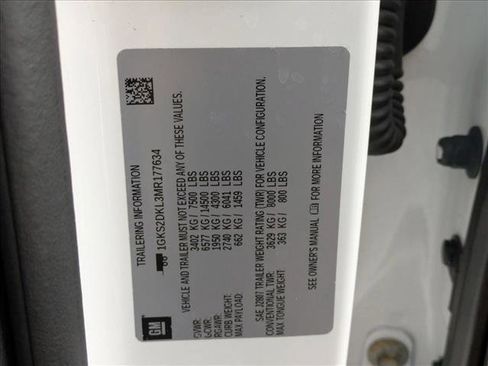 GM
TRAILERING INFORMATION
1GKS2DKL3MR177634
VEHICLE AND TRAILER MUST NOT EXCEED ANY OF THESE VALUES.
GVWR: 3402 KG / 7500 LBS
GCWR: 6577 KG / 14500 LBS
RGAWR: 1950 KG / 4300 LBS
CURB WEIGHT: 2740 KG / 6041 LBS
MAX PAYLOAD: 662 KG / 1459 LBS
SAE J2807 TRAILER WEIGHT RATING (TWR) FOR VEHICLE CONFIGURATION.
CONVENTIONAL TWR: 3629 KG / 8000 LBS
MAX TONGUE WEIGHT: 363 KG / 800 LBS
SEE OWNER'S MANUAL FOR MORE INFORMATION.